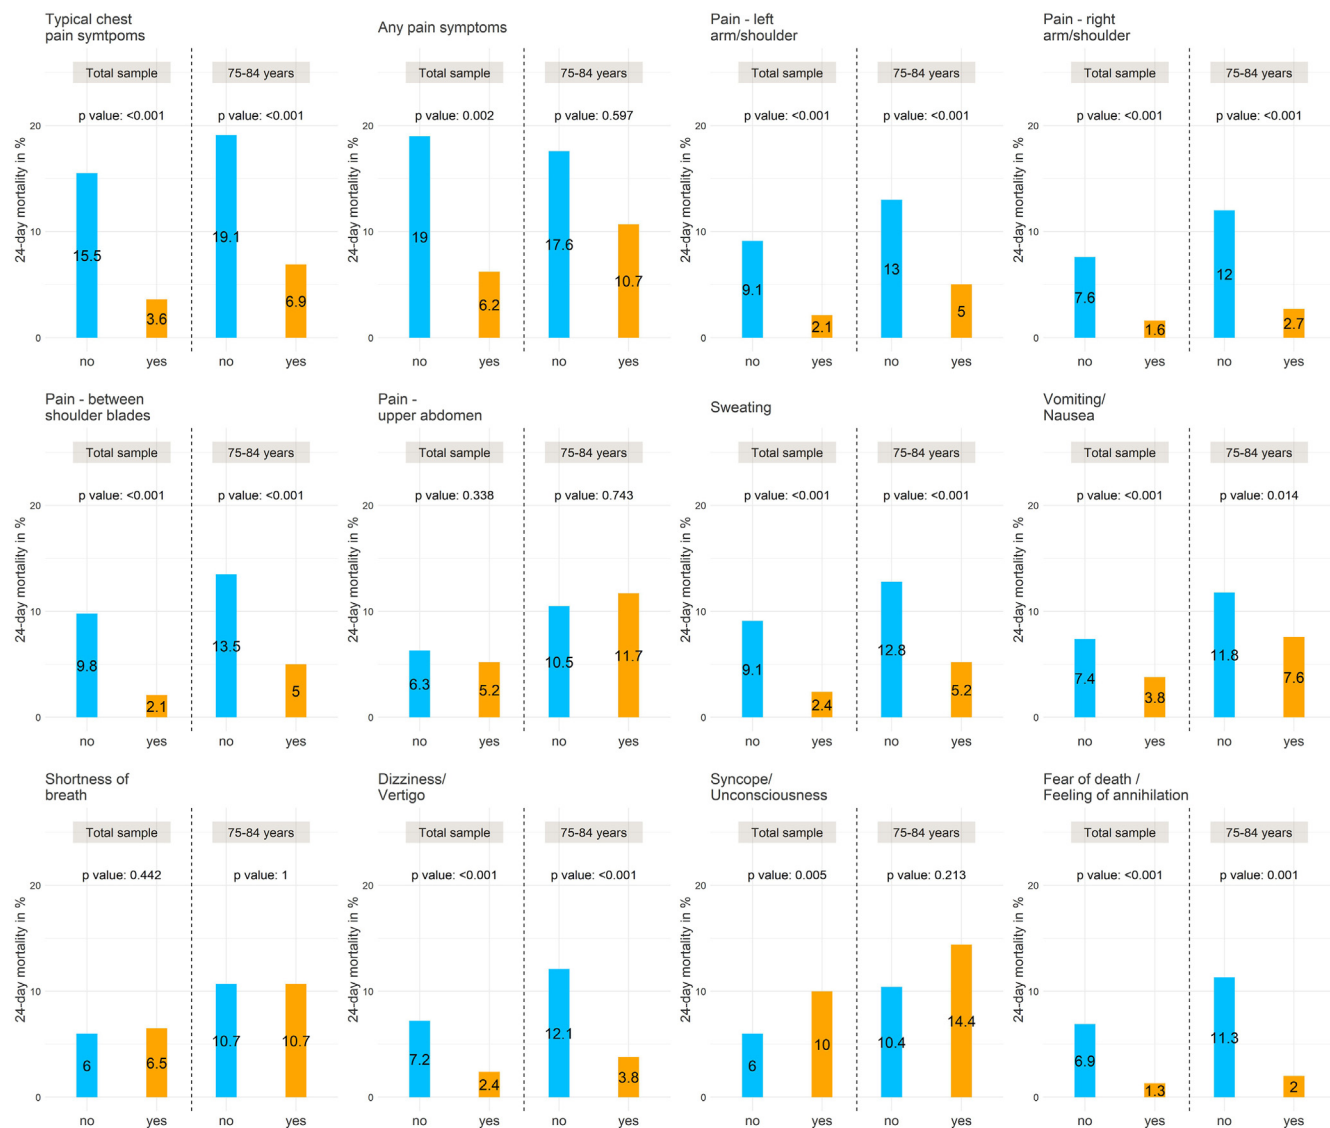 Typical chest
pain symtpoms
Total sample
75-84 years
p value: <0.001
p value: <0.001
24-day mortality in %
20
10
0
15.5
3.6
19.1
6.9
no
yes
no
yes
Any pain symptoms
Total sample
75-84 years
p value: 0.002
p value: 0.597
24-day mortality in %
20
10
0
19
6.2
17.6
10.7
no
yes
no
yes
Pain - left
arm/shoulder
Total sample
75-84 years
p value: <0.001
p value: <0.001
24-day mortality in %
20
10
0
9.1
2.1
13
5
no
yes
no
yes
Pain - right
arm/shoulder
Total sample
75-84 years
p value: <0.001
p value: <0.001
24-day mortality in %
20
10
0
7.6
1.6
12
2.7
no
yes
no
yes
Pain - between
shoulder blades
Total sample
75-84 years
p value: <0.001
p value: <0.001
24-day mortality in %
20
10
0
9.8
2.1
13.5
5
no
yes
no
yes
Pain -
upper abdomen
Total sample
75-84 years
p value: 0.338
p value: 0.743
24-day mortality in %
20
10
0
6.3
5.2
10.5
11.7
no
yes
no
yes
Sweating
Total sample
75-84 years
p value: <0.001
p value: <0.001
24-day mortality in %
20
10
0
9.1
2.4
12.8
5.2
no
yes
no
yes
Vomiting/
Nausea
Total sample
75-84 years
p value: <0.001
p value: 0.014
24-day mortality in %
20
10
0
7.4
3.8
11.8
7.6
no
yes
no
yes
Shortness of
breath
Total sample
75-84 years
p value: 0.442
p value: 1
24-day mortality in %
20
10
0
6
6.5
10.7
10.7
no
yes
no
yes
Dizziness/
Vertigo
Total sample
75-84 years
p value: <0.001
p value: <0.001
24-day mortality in %
20
10
0
7.2
2.4
12.1
3.8
no
yes
no
yes
Syncope/
Unconsciousness
Total sample
75-84 years
p value: 0.005
p value: 0.213
24-day mortality in %
20
10
0
6
10
10.4
14.4
no
yes
no
yes
Fear of death /
Feeling of annihilation
Total sample
75-84 years
p value: <0.001
p value: 0.001
24-day mortality in %
20
10
0
6.9
1.3
11.3
2
no
yes
no
yes